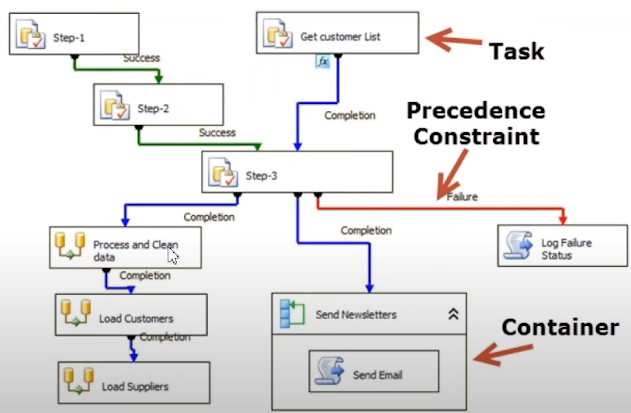 Step-1
Get customer List
Task
Success
fx
Step-2
Completion
Precedence
Constraint
Success
Step-3
Failure
Completion
Completion
Process and Clean
data
Log Failure
Status
Completion
Load Customers
Send Newsletters
Container
Completion
Load Suppliers
Send Email